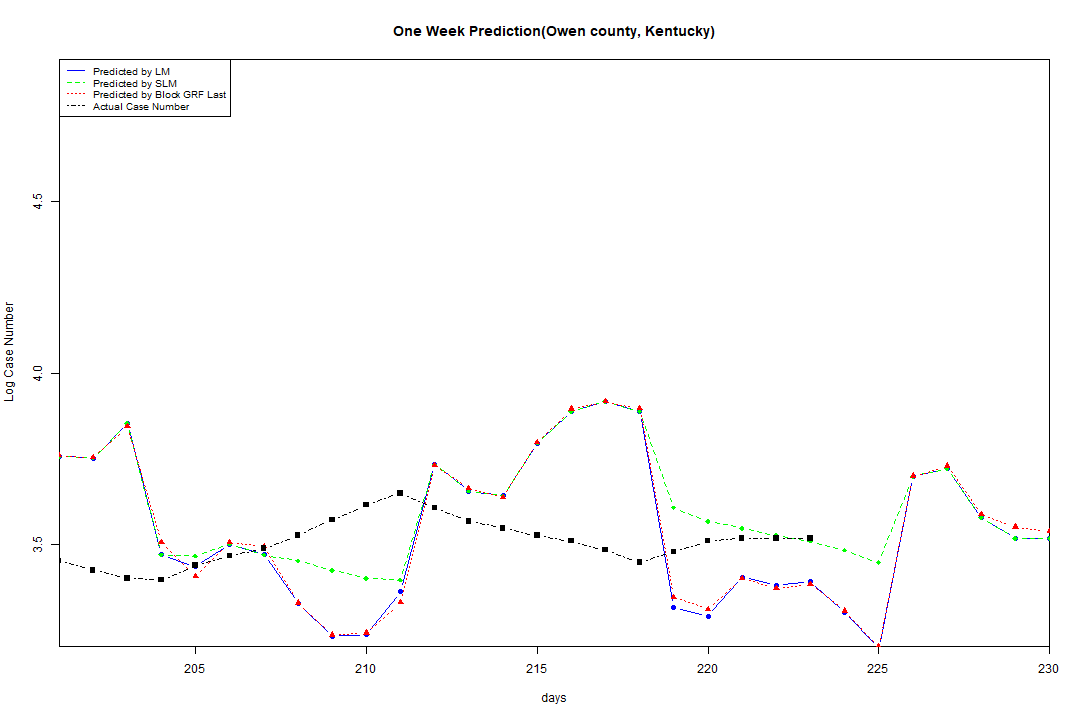 One Week Prediction(Owen county, Kentucky)
Predicted by LM
Predicted by SLM
Predicted by Block GRF Last
Actual Case Number
Log Case Number
4.5
4.0
3.5
205
210
215
220
225
230
days